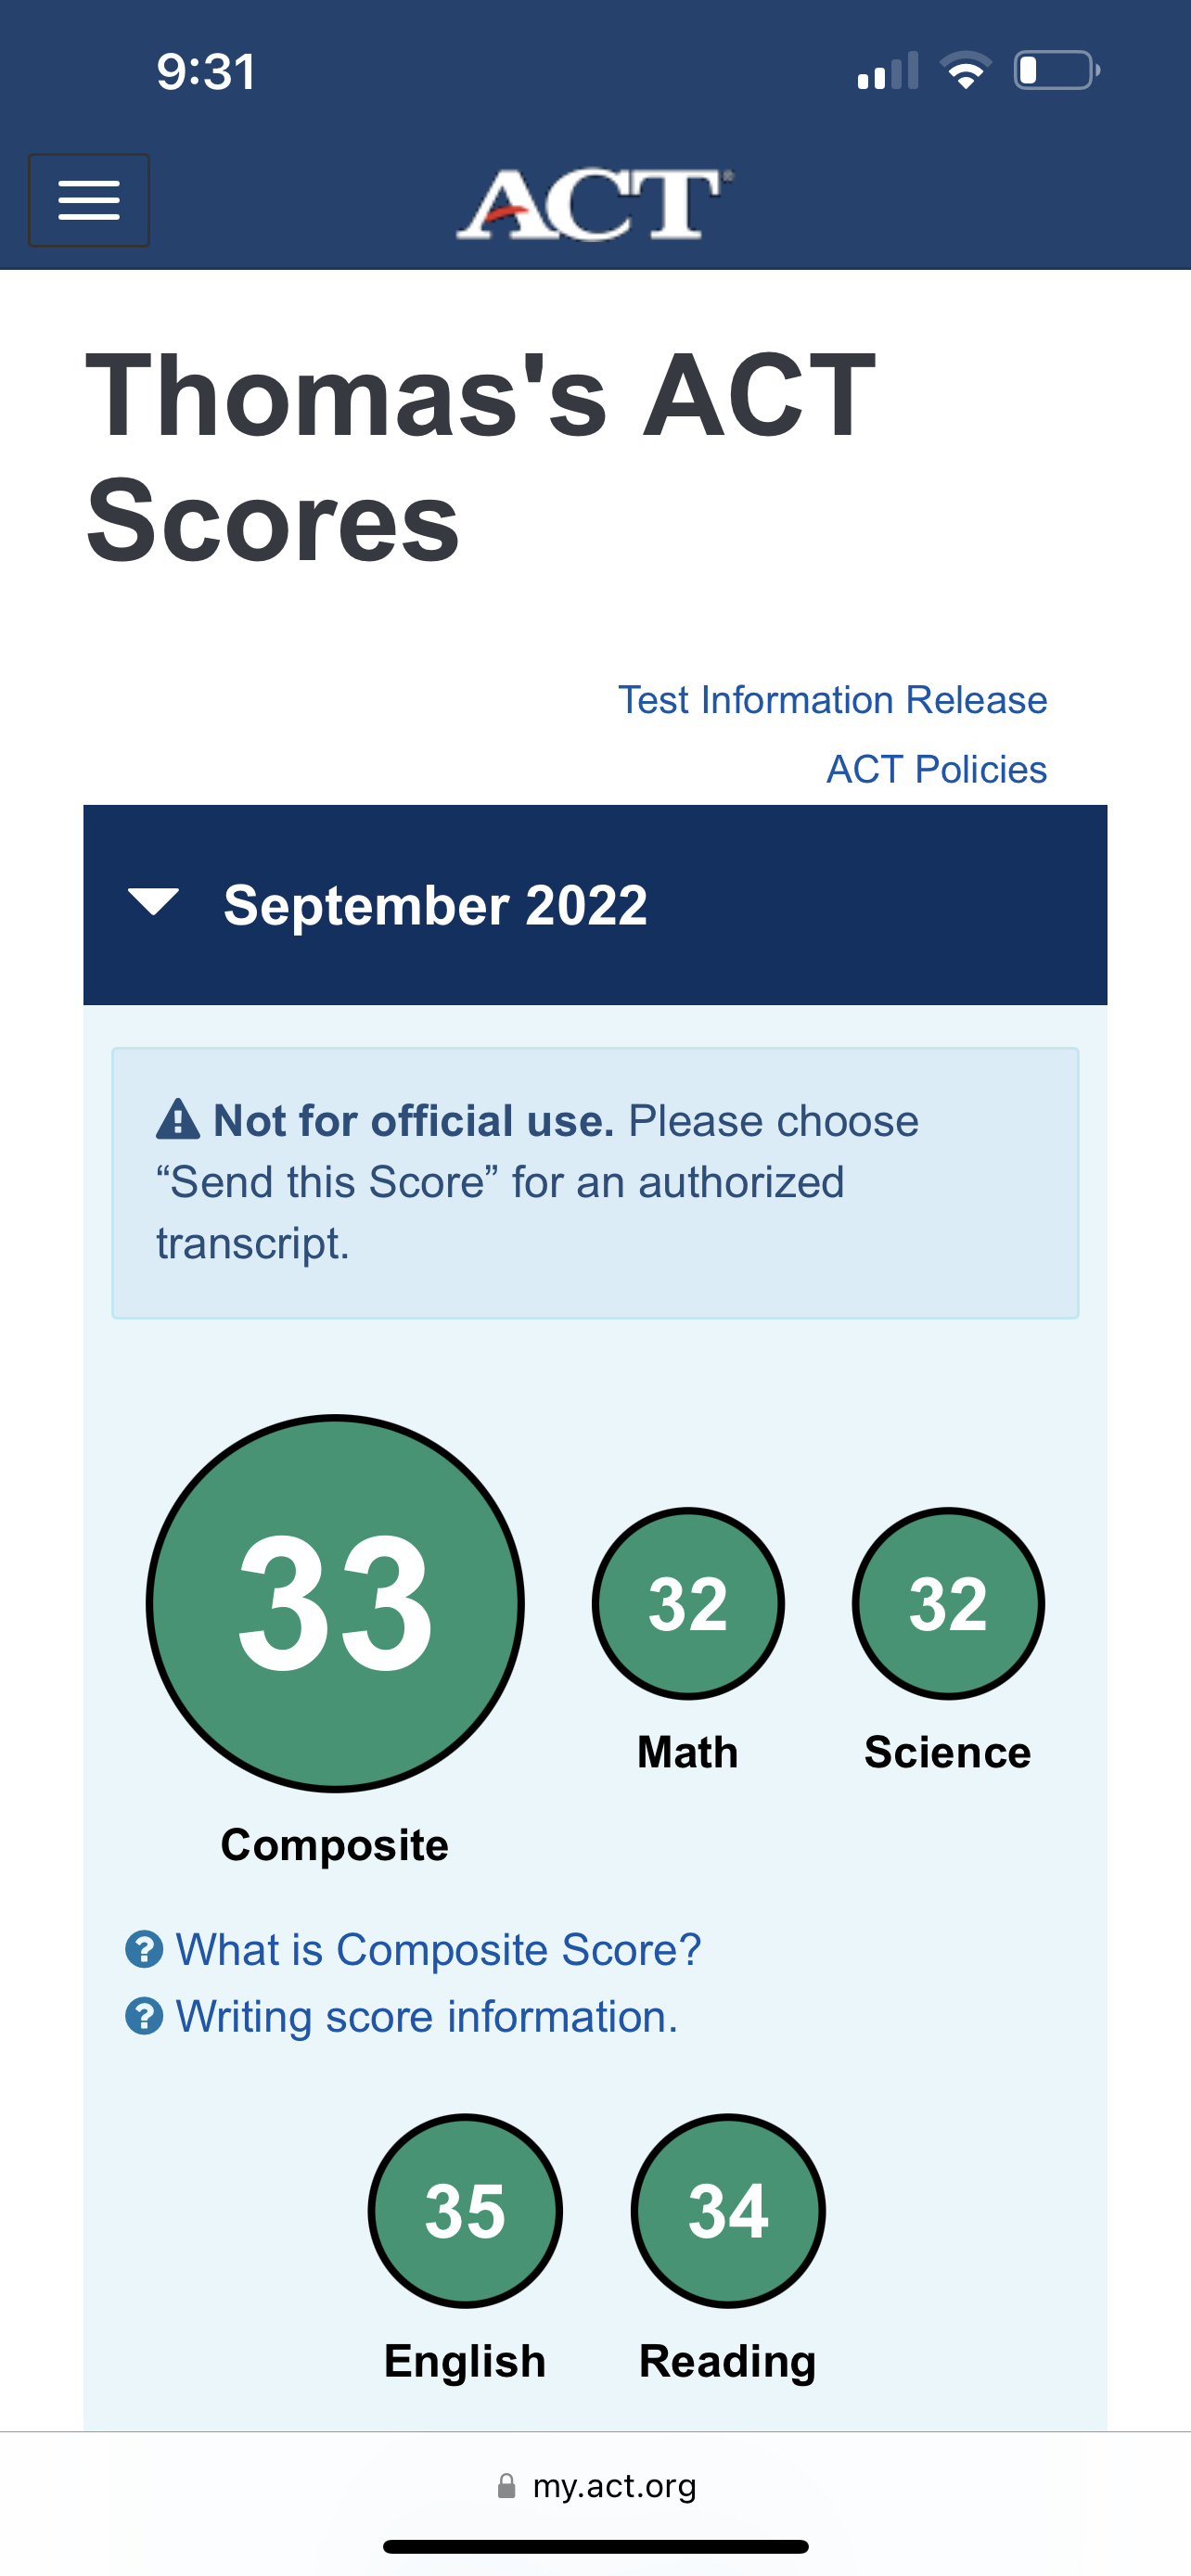 9:31
ACT
Thomas's ACT
Scores
Test Information Release
ACT Policies
September 2022
Not for official use. Please choose
“Send this Score” for an authorized
transcript.
33
Composite
32
Math
32
Science
What is Composite Score?
Writing score information.
35
English
34
Reading
my.act.org